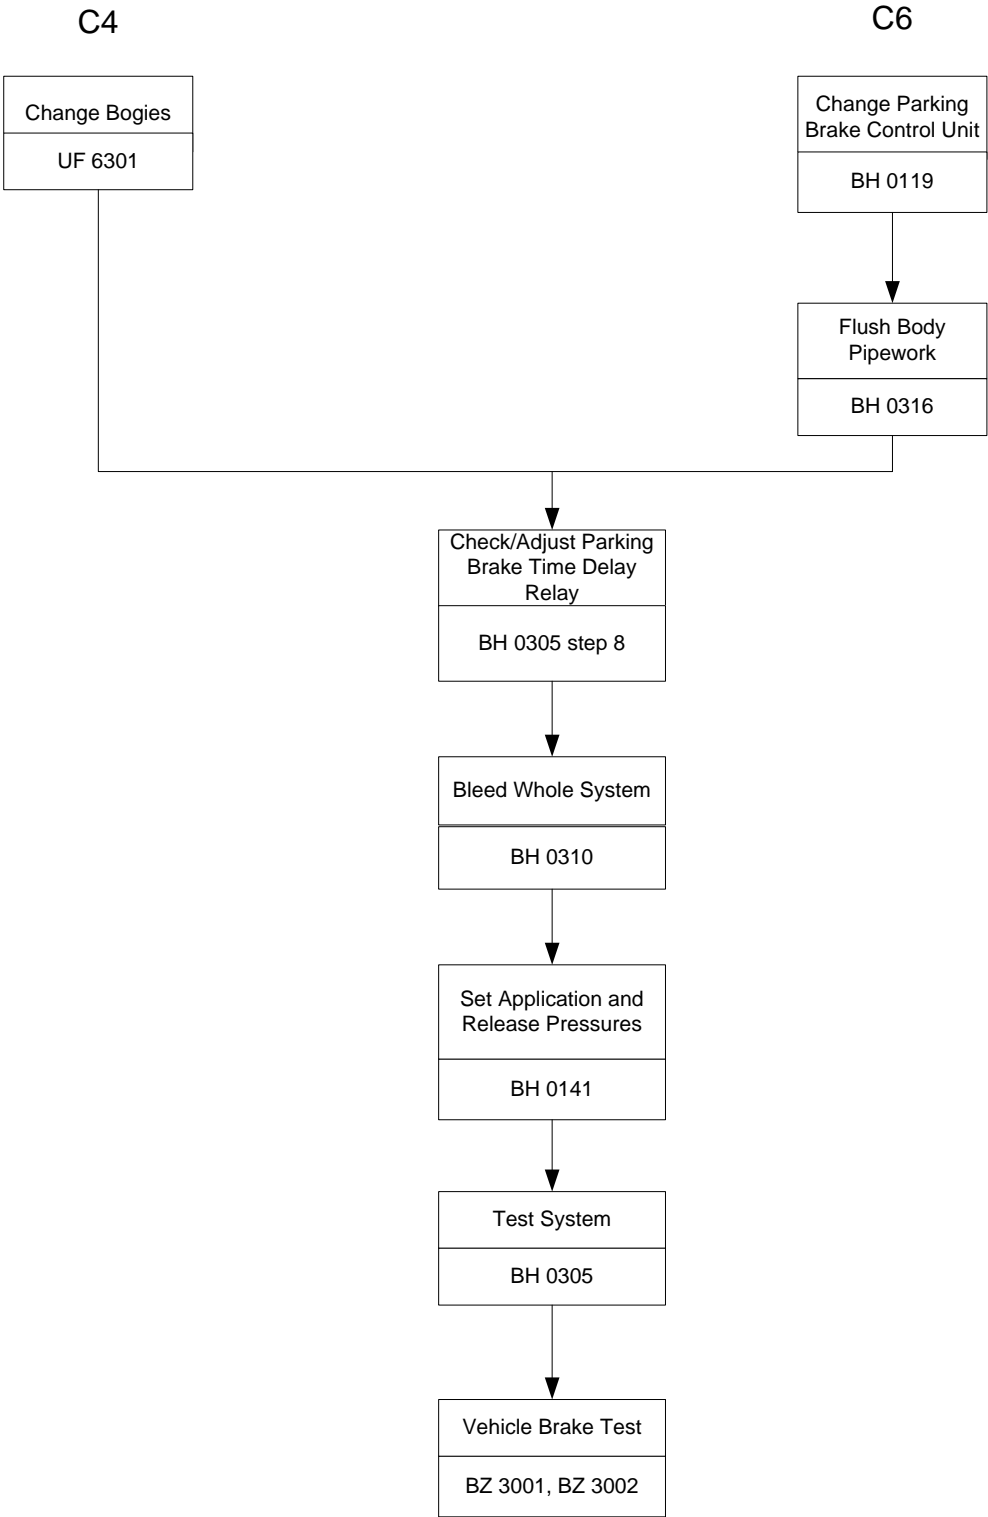 C4
C6
Change Bogies
UF 6301
Change Parking
Brake Control Unit
BH 0119
Flush Body
Pipework
BH 0316
Check/Adjust Parking
Brake Time Delay
Relay
BH 0305 step 8
Bleed Whole System
BH 0310
Set Application and
Release Pressures
BH 0141
Test System
BH 0305
Vehicle Brake Test
BZ 3001, BZ 3002